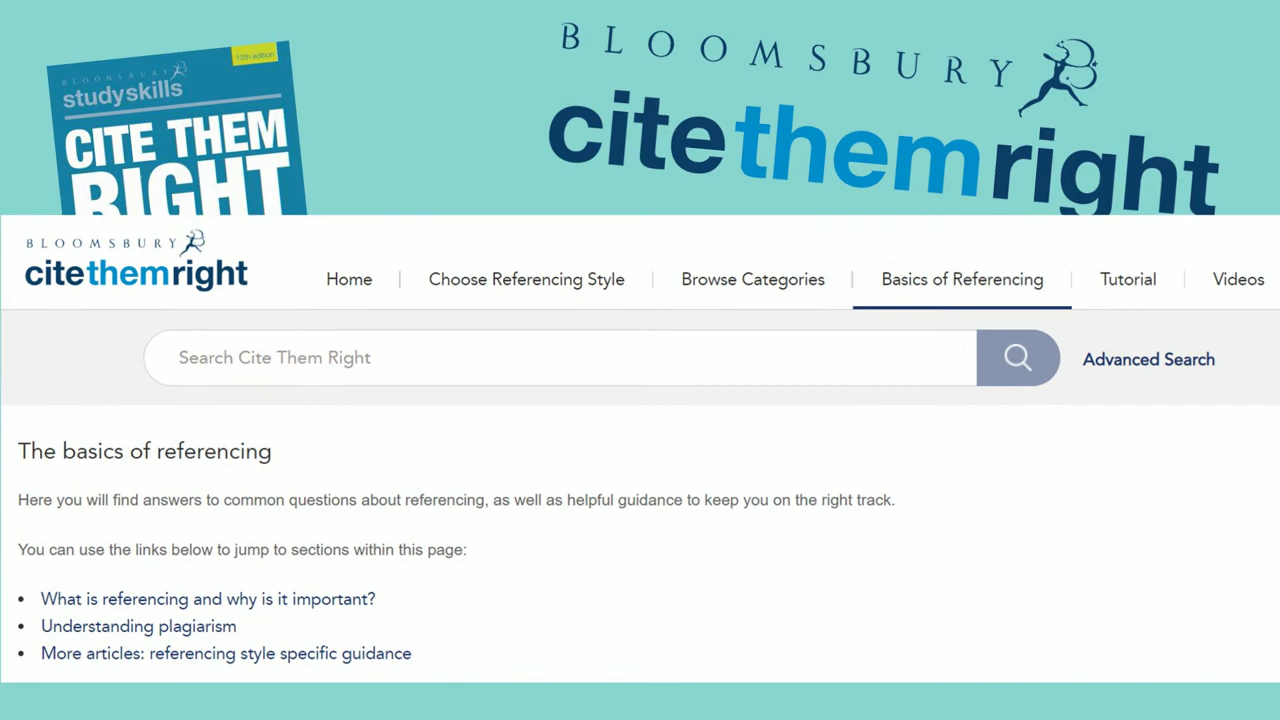 12th edition
BLOOMSBURY
studyskills
CITE THEM
RIGHT
BLOOMSBURY
citethemright
BLOOMSBURY
citethemright
Home
Choose Referencing Style
Browse Categories
Basics of Referencing
Tutorial
Videos
Search Cite Them Right
Advanced Search
The basics of referencing
Here you will find answers to common questions about referencing, as well as helpful guidance to keep you on the right track.
You can use the links below to jump to sections within this page:
• What is referencing and why is it important?
• Understanding plagiarism
• More articles: referencing style specific guidance